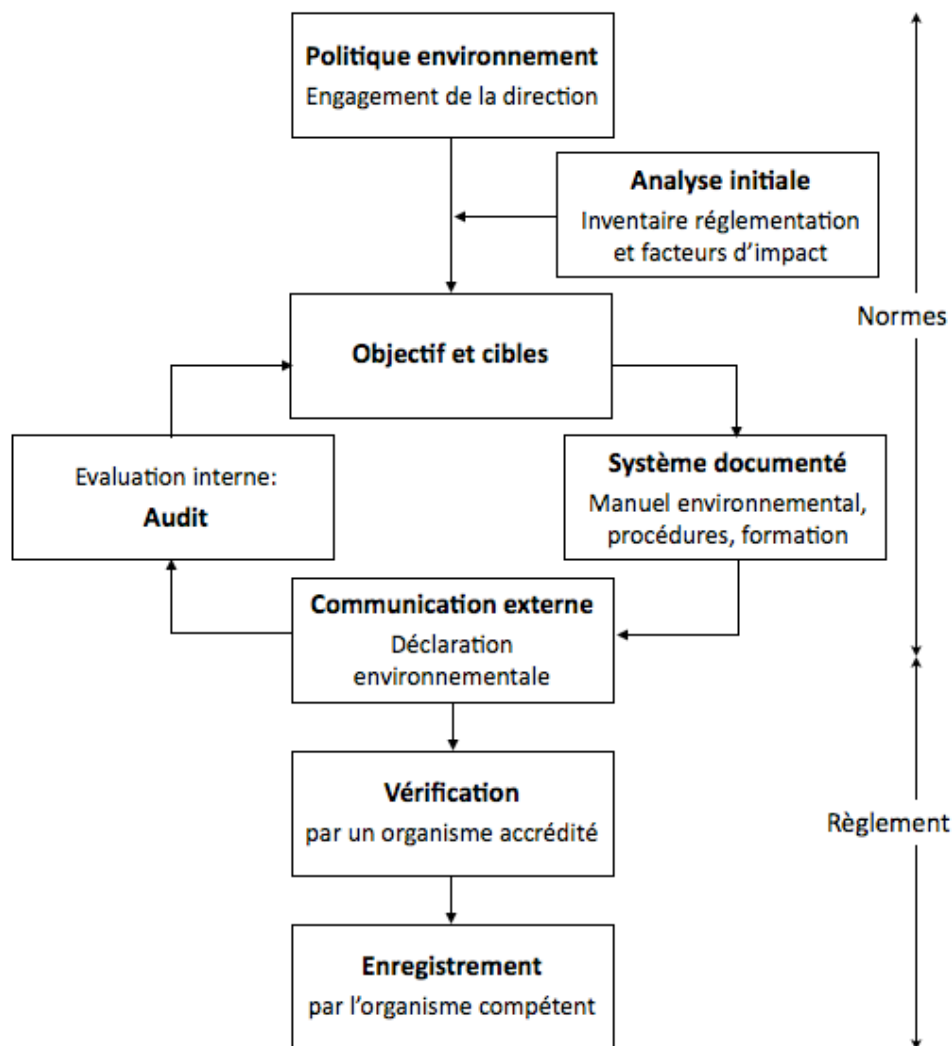 Politique environnement
Engagement de la direction
Analyse initiale
Inventaire réglementation
et facteurs d'impact
Normes
Objectif et cibles
Evaluation interne:
Audit
Système documenté
Manuel environnemental,
procédures, formation
Communication externe
Déclaration
environnementale
Vérification
par un organisme accrédité
Règlement
Enregistrement
par l'organisme compétent